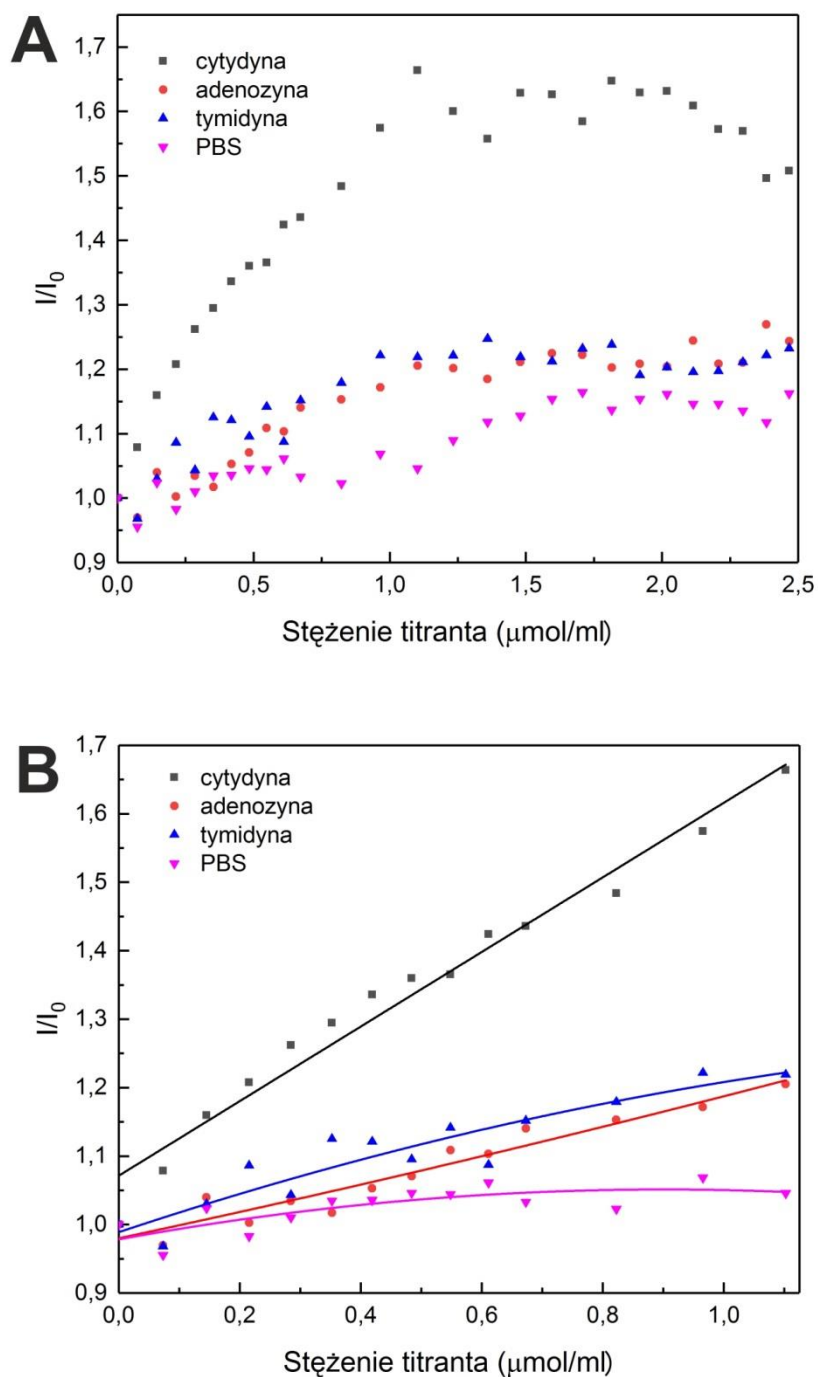 A
1,7
cytydyna
adenozyna
tymidyna
PBS
1,6
1,5
1,4
1,3
1,2
1,1
1,0
0,9
I/I0
0,0 0,5 1,0 1,5 2,0 2,5
Stężenie titranta (μmol/ml)
B
1,7
cytydyna
adenozyna
tymidyna
PBS
1,6
1,5
1,4
1,3
1,2
1,1
1,0
0,9
I/I0
0,0 0,2 0,4 0,6 0,8 1,0
Stężenie titranta (μmol/ml)